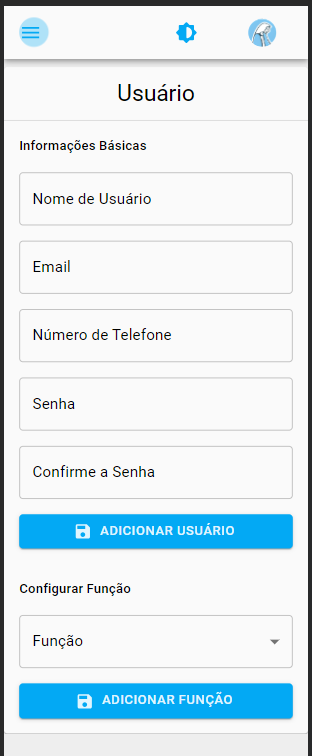 Usuário
Informações Básicas
Nome de Usuário
Email
Número de Telefone
Senha
Confirme a Senha
ADICIONAR USUÁRIO
Configurar Função
Função
ADICIONAR FUNÇÃO